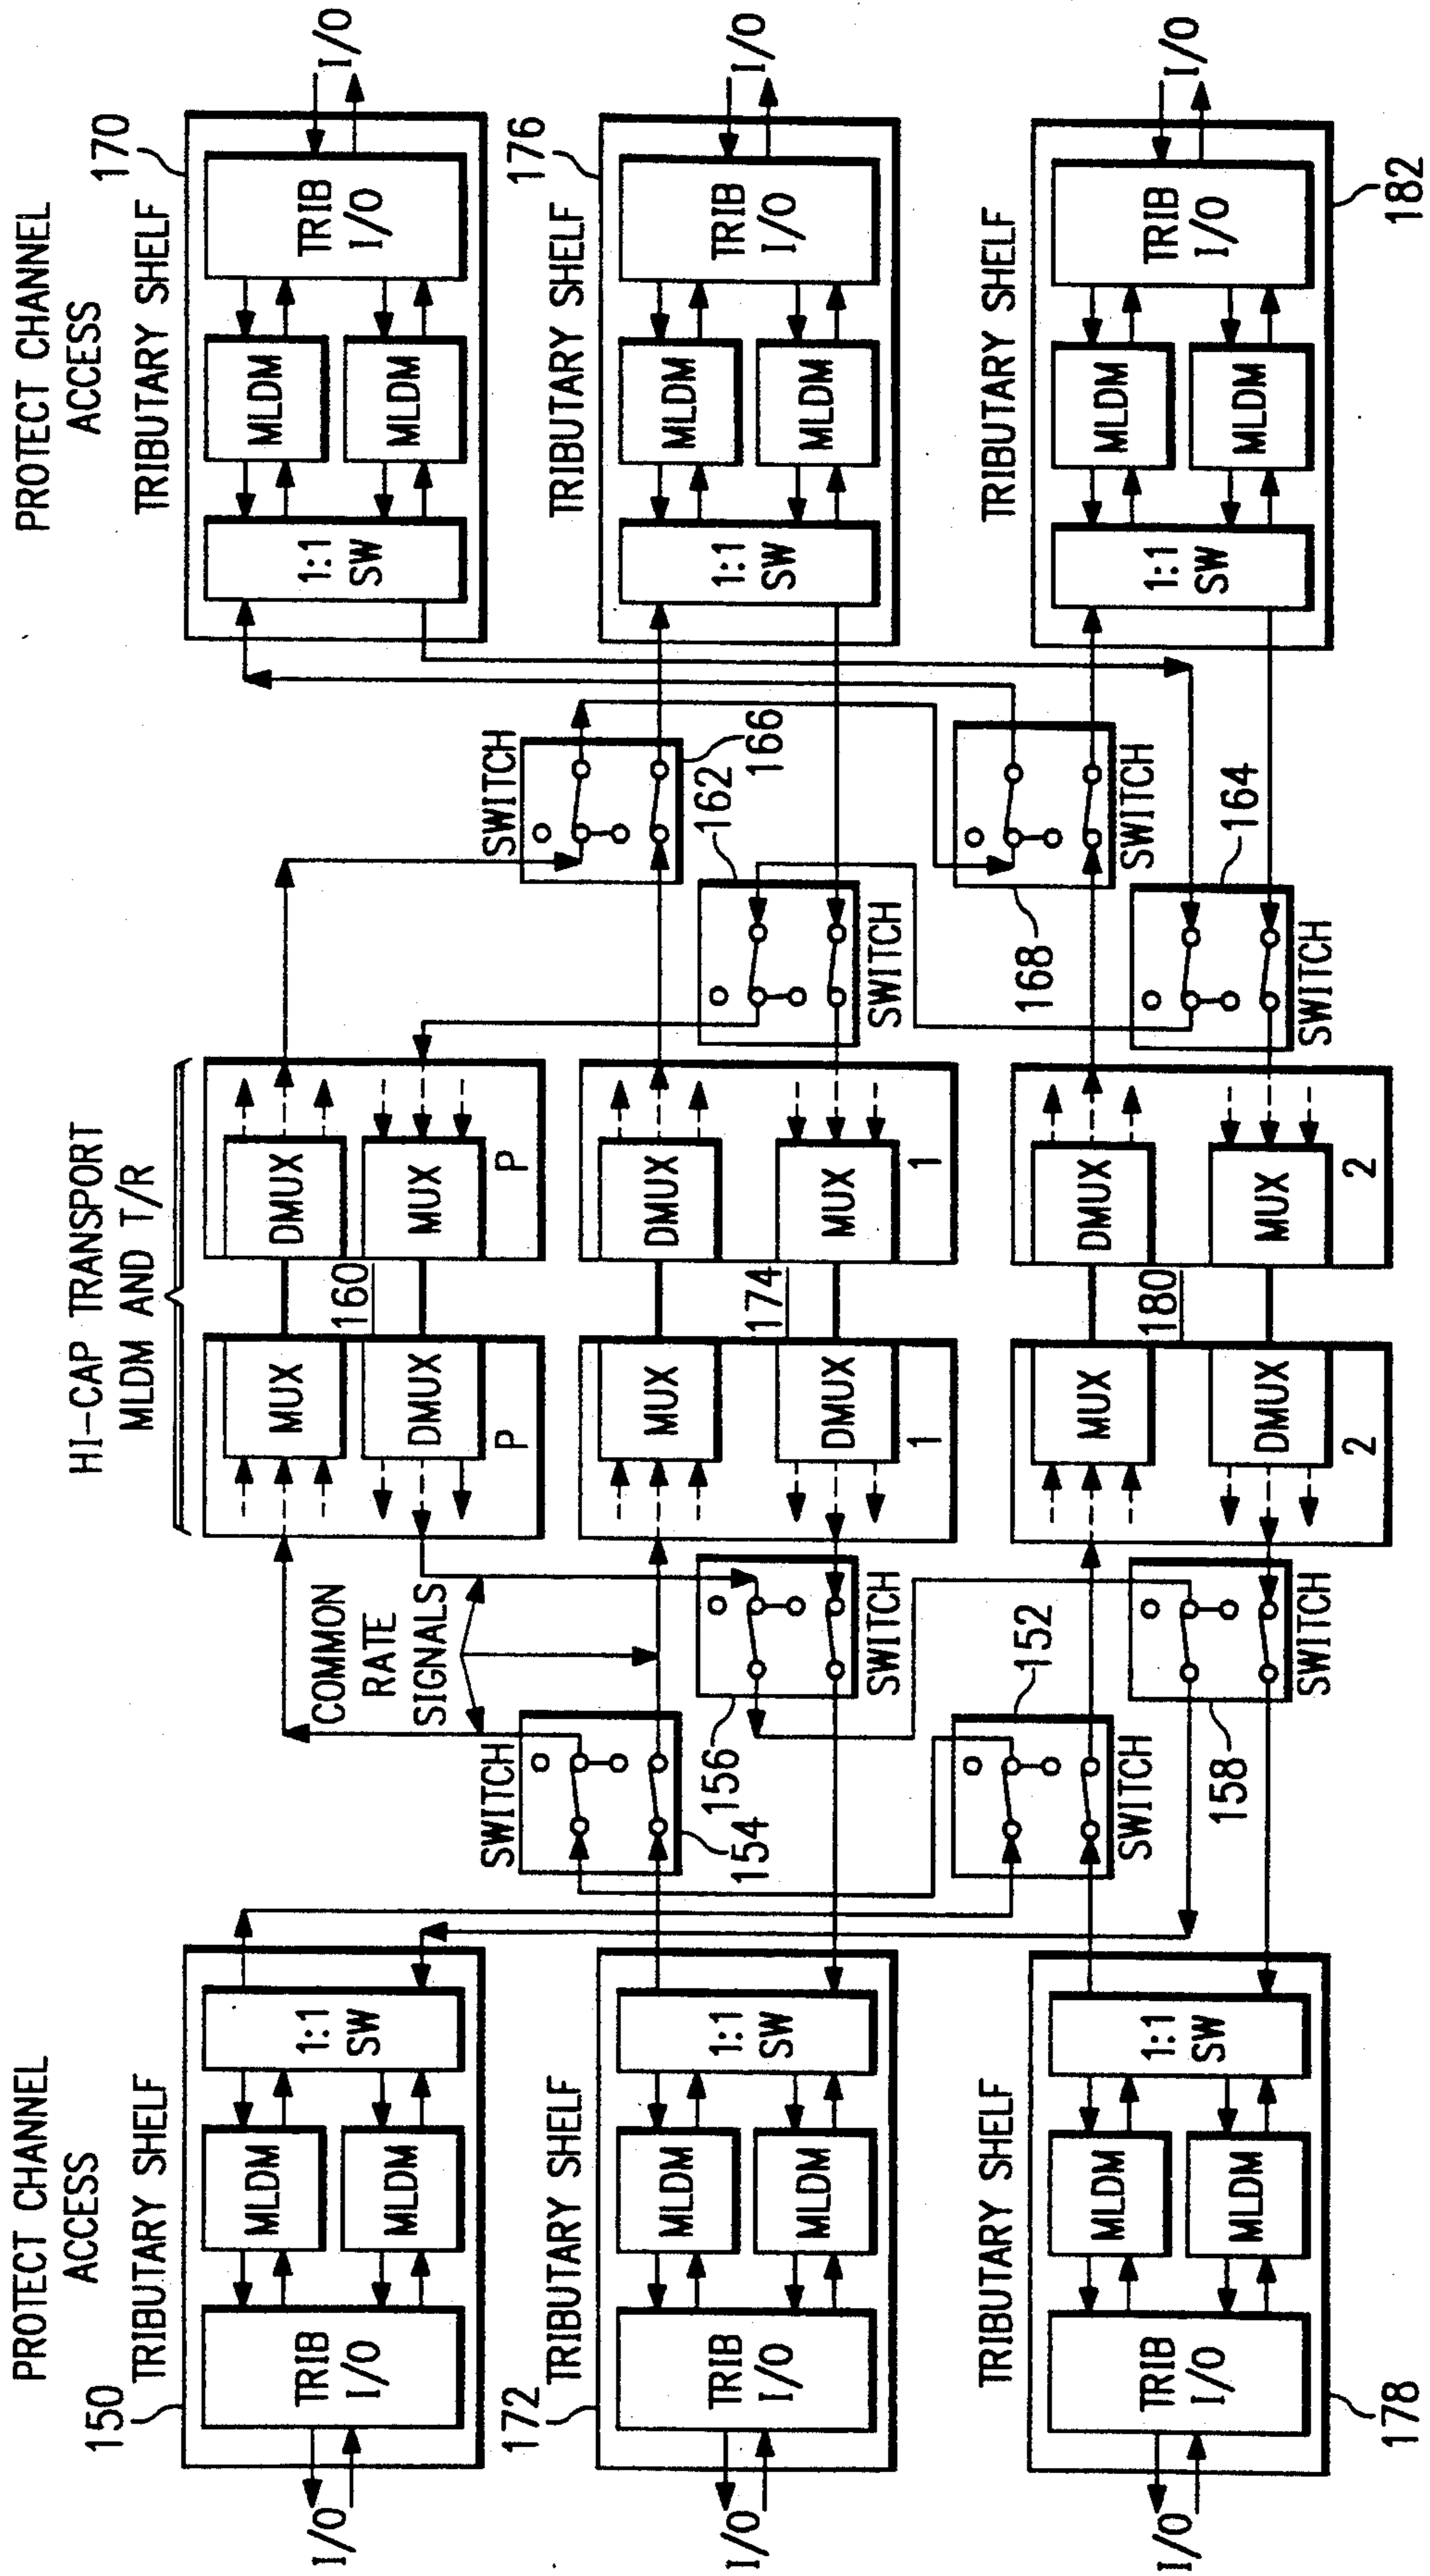 PROTECT CHANNEL
ACCESS
TRIBUTARY SHELF
150
TRIB
I/O
MLDM
MLDM
1:1
SW
I/O
COMMON
RATE
SIGNALS
HI-CAP TRANSPORT
MLDM AND T/R
MUX
DMUX
P
160
DMUX
MUX
P
PROTECT CHANNEL
ACCESS
TRIBUTARY SHELF
170
1:1
SW
MLDM
MLDM
TRIB
I/O
I/O
SWITCH
154
SWITCH
156
SWITCH
166
SWITCH
162
TRIBUTARY SHELF
172
TRIB
I/O
MLDM
MLDM
1:1
SW
I/O
MUX
DMUX
1
174
DMUX
MUX
1
TRIBUTARY SHELF
176
1:1
SW
MLDM
MLDM
TRIB
I/O
I/O
152
SWITCH
158
SWITCH
168
SWITCH
164
SWITCH
TRIBUTARY SHELF
178
TRIB
I/O
MLDM
MLDM
1:1
SW
I/O
MUX
DMUX
2
180
DMUX
MUX
2
TRIBUTARY SHELF
182
1:1
SW
MLDM
MLDM
TRIB
I/O
I/O